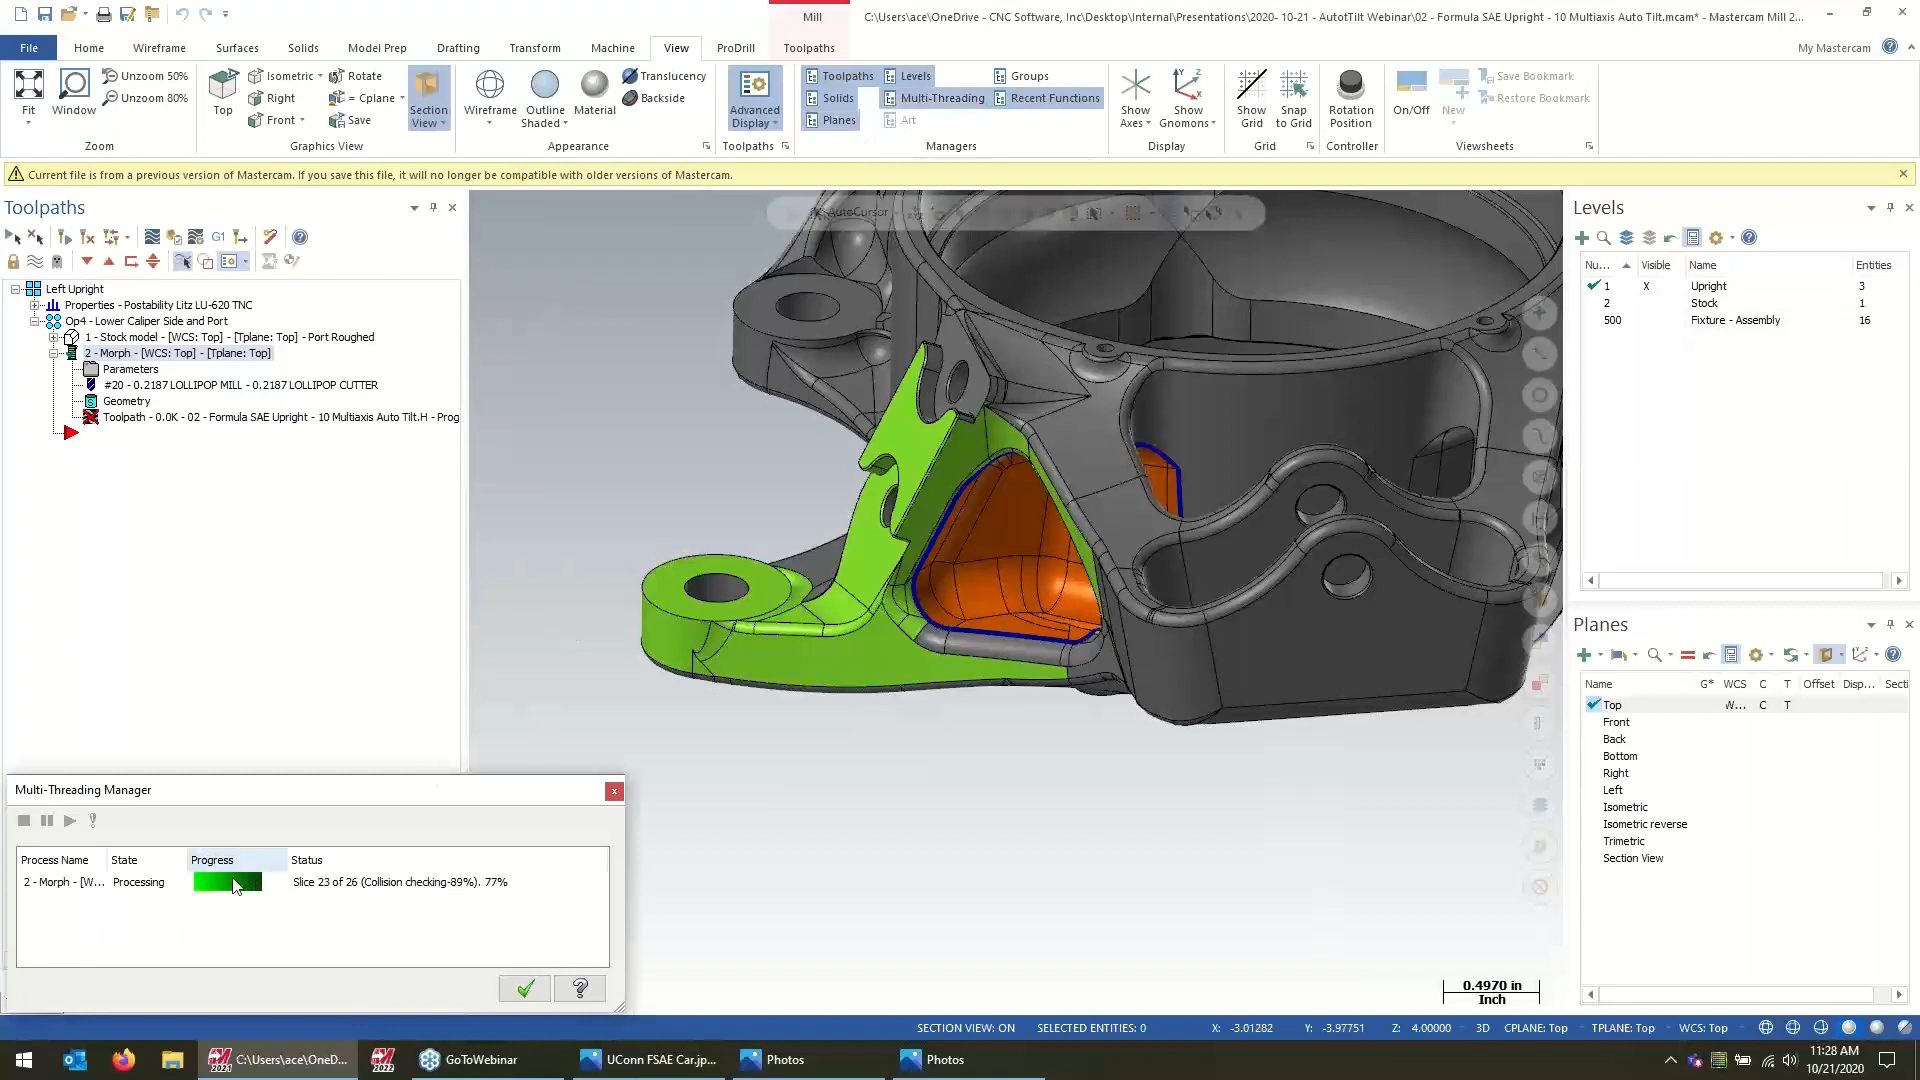 Mill
C:\Users\ace\OneDrive - CNC Software, Inc\Desktop\Internal\Presentations\2020- 10-21 - AutotTilt Webinar\02 - Formula SAE Upright - 10 Multiaxis Auto Tilt.mcam* - Mastercam Mill 2...
File Home Wireframe Surfaces Solids Model Prep Drafting Transform Machine View ProDrill Toolpaths My Mastercam
Fit Window Unzoom 50% Unzoom 80% Zoom
Top Isometric Right Front Rotate = Cplane Save Section View Graphics View
Wireframe Outline Shaded Material Translucency Backside Appearance
Advanced Display Toolpaths
Toolpaths Solids Planes Levels Multi-Threading Art Groups Recent Functions Managers
Show Axes Show Gnomons Display
Show Grid Snap to Grid Grid
Rotation Position Controller
On/Off New Save Bookmark Restore Bookmark Viewsheets
Current file is from a previous version of Mastercam. If you save this file, it will no longer be compatible with older versions of Mastercam.
Toolpaths
G1
Left Upright
Properties - Postability Litz LU-620 TNC
Op4 - Lower Caliper Side and Port
1 - Stock model - [WCS: Top] - [Tplane: Top] - Port Roughed
2 - Morph - [WCS: Top] - [Tplane: Top]
Parameters
#20 - 0.2187 LOLLIPOP MILL - 0.2187 LOLLIPOP CUTTER
Geometry
Toolpath - 0.0K - 02 - Formula SAE Upright - 10 Multiaxis Auto Tilt.H - Prog
AutoCursor
Multi-Threading Manager
Process Name State Progress Status
2 - Morph - [W... Processing Slice 23 of 26 (Collision checking-89%). 77%
0.4970 in
Inch
Levels
Nu... Visible Name Entities
1 X Upright 3
2 Stock 1
500 Fixture - Assembly 16
Planes
Name G* WCS C T Offset Disp... Secti
Top W... C T
Front
Back
Bottom
Right
Left
Isometric
Isometric reverse
Trimetric
Section View
SECTION VIEW: ON SELECTED ENTITIES: 0 X: -3.01282 Y: -3.97751 Z: 4.00000 3D CPLANE: Top TPLANE: Top WCS: Top
2021 C:\Users\ace\OneD... 2022 GoToWebinar UConn FSAE Car.jp... Photos Photos
11:28 AM
10/21/2020